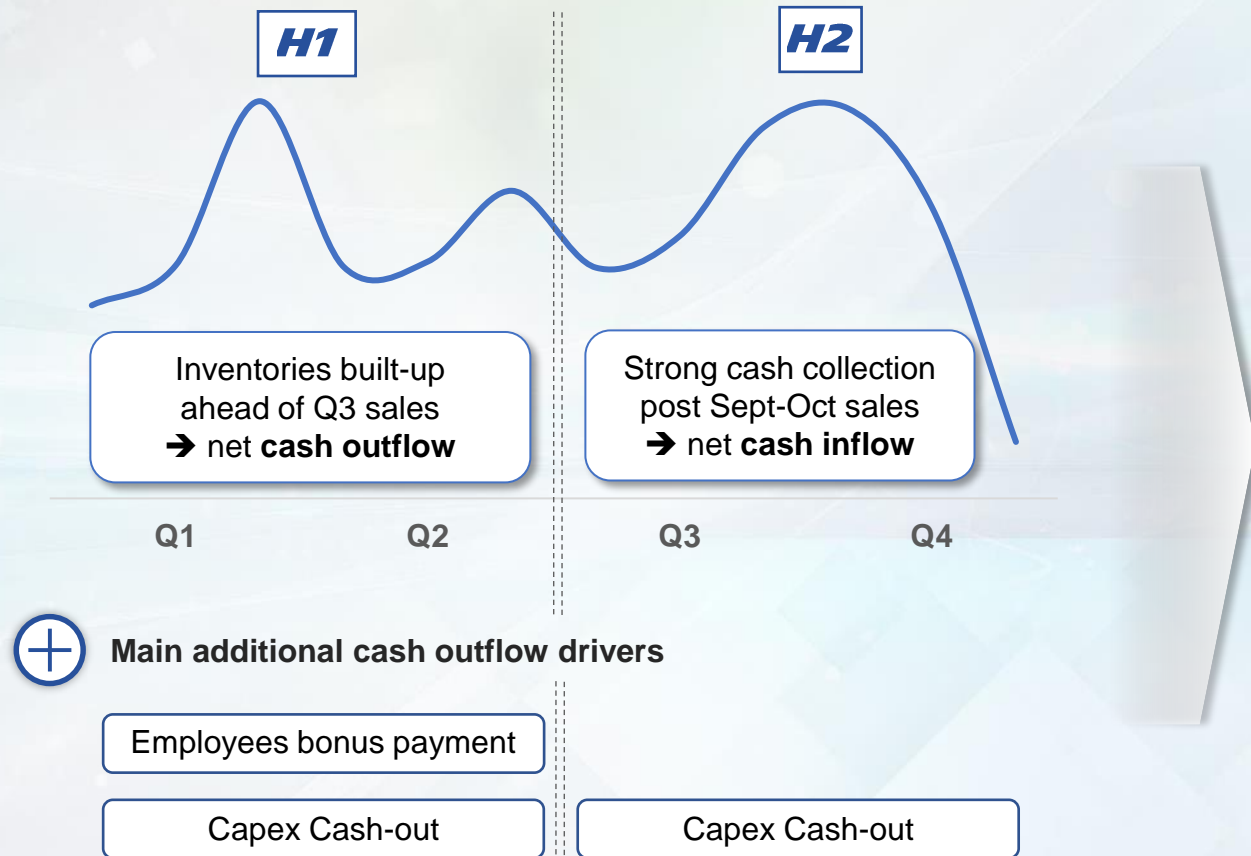 H1
H2
Inventories built-up
ahead of Q3 sales
➔ net cash outflow
Strong cash collection
post Sept-Oct sales
➔ net cash inflow
Q1
Q2
Q3
Q4
Main additional cash outflow drivers
Employees bonus payment
Capex Cash-out
Capex Cash-out